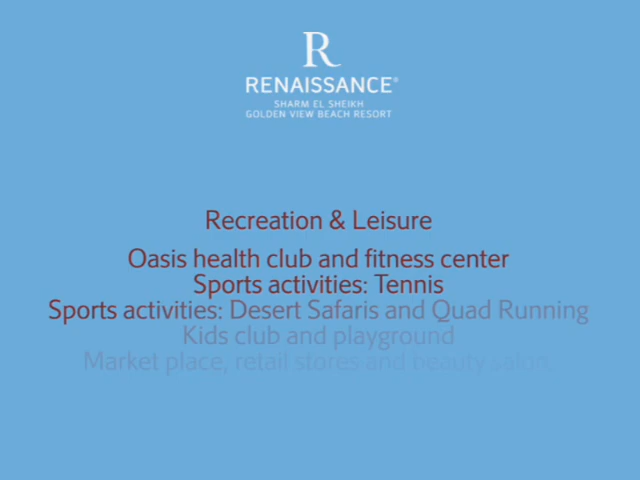 R
RENAISSANCE®
SHARM EL SHEIKH
GOLDEN VIEW BEACH RESORT
Recreation & Leisure
Oasis health club and fitness center
Sports activities: Tennis
Sports activities: Desert Safaris and Quad Running
Kids club and playground
Market place, retail stores and beauty salon.